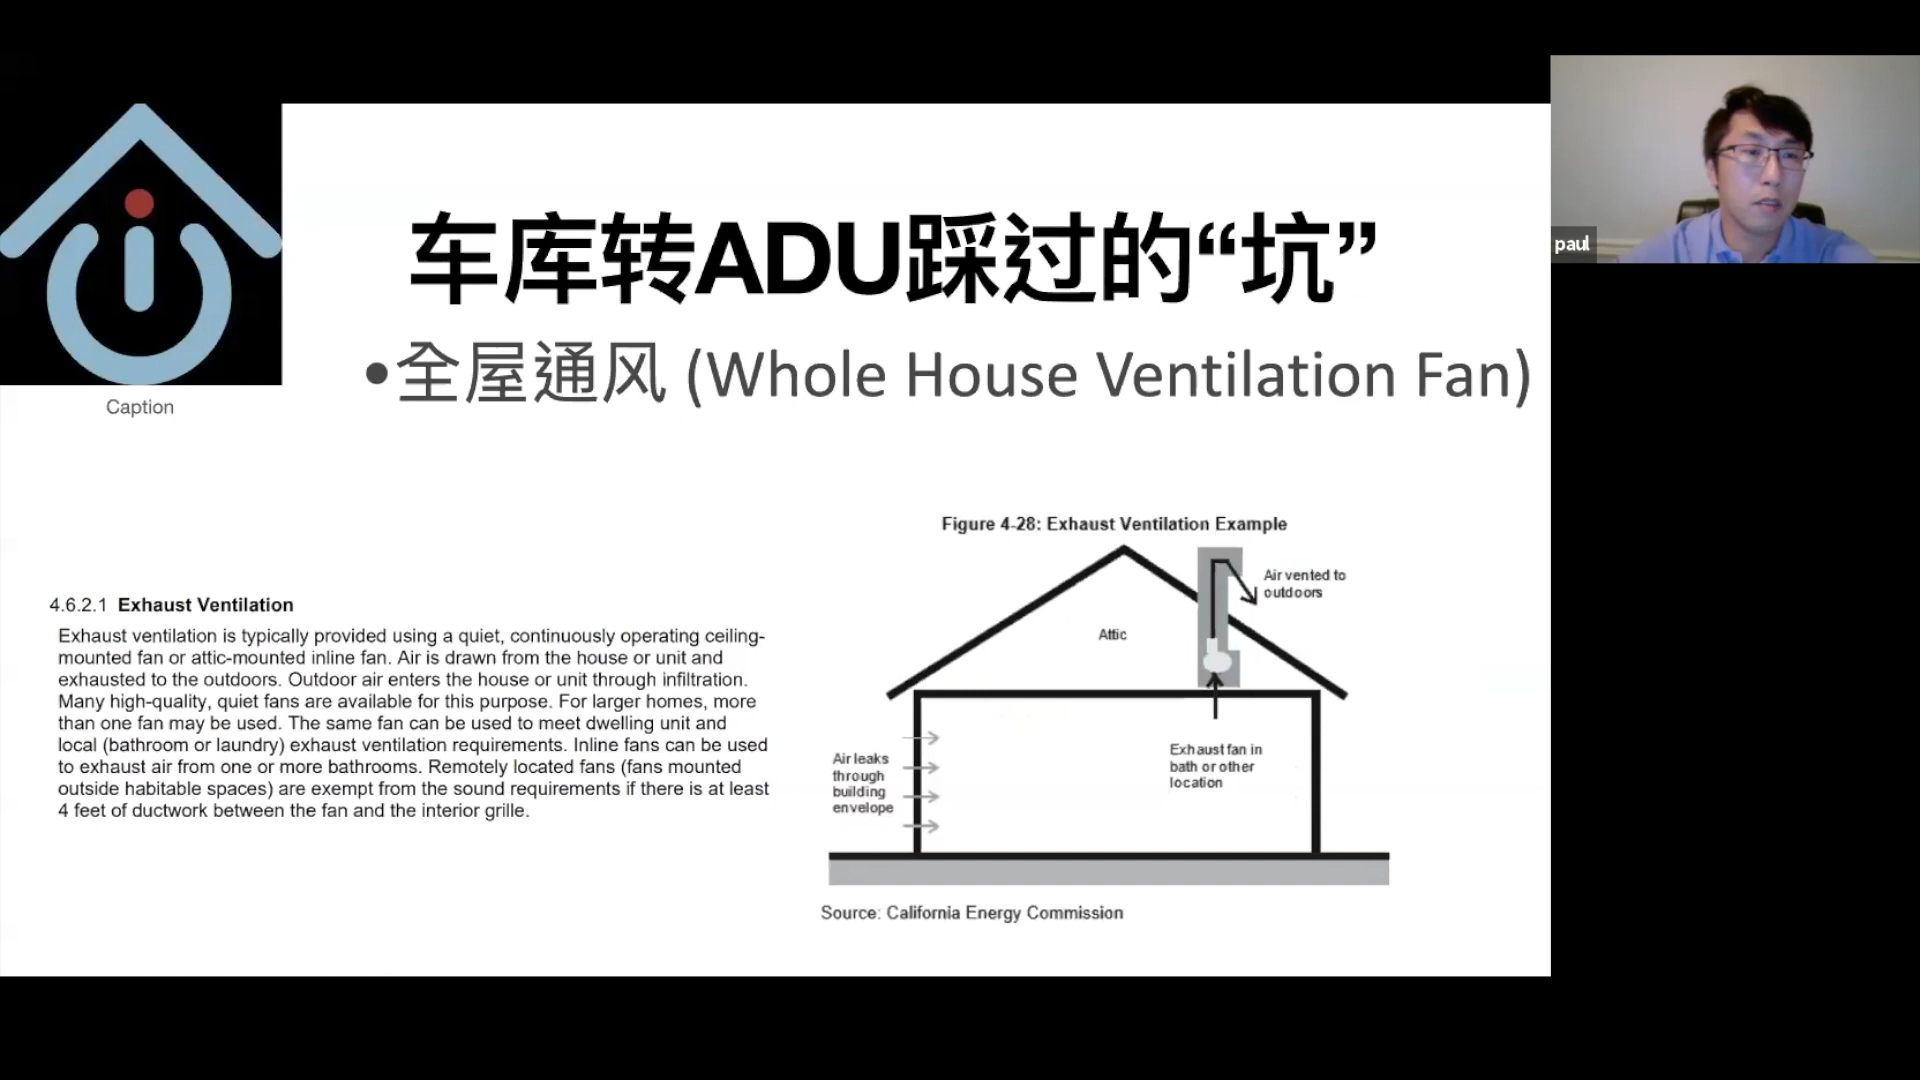 车库转ADU踩过的“坑”
•全屋通风 (Whole House Ventilation Fan)
Caption
paul
4.6.2.1 Exhaust Ventilation
Exhaust ventilation is typically provided using a quiet, continuously operating ceiling-
mounted fan or attic-mounted inline fan. Air is drawn from the house or unit and
exhausted to the outdoors. Outdoor air enters the house or unit through infiltration.
Many high-quality, quiet fans are available for this purpose. For larger homes, more
than one fan may be used. The same fan can be used to meet dwelling unit and
local (bathroom or laundry) exhaust ventilation requirements. Inline fans can be used
to exhaust air from one or more bathrooms. Remotely located fans (fans mounted
outside habitable spaces) are exempt from the sound requirements if there is at least
4 feet of ductwork between the fan and the interior grille.
Figure 4-28: Exhaust Ventilation Example
Air vented to
outdoors
Attic
Air leaks
through
building
envelope
Exhaust fan in
bath or other
location
Source: California Energy Commission